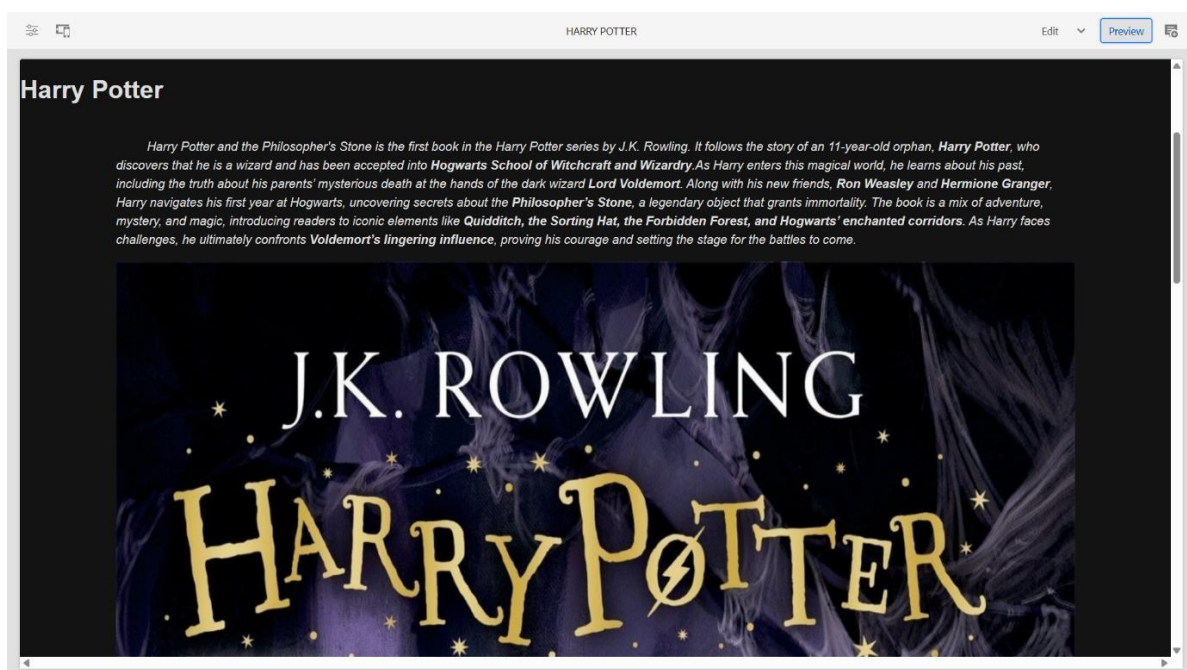 HARRY POTTER
Edit
Preview
Harry Potter
Harry Potter and the Philosopher's Stone is the first book in the Harry Potter series by J.K. Rowling. It follows the story of an 11-year-old orphan, Harry Potter, who
discovers that he is a wizard and has been accepted into Hogwarts School of Witchcraft and Wizardry.As Harry enters this magical world, he learns about his past,
including the truth about his parents’ mysterious death at the hands of the dark wizard Lord Voldemort. Along with his new friends, Ron Weasley and Hermione Granger,
Harry navigates his first year at Hogwarts, uncovering secrets about the Philosopher’s Stone, a legendary object that grants immortality. The book is a mix of adventure,
mystery, and magic, introducing readers to iconic elements like Quidditch, the Sorting Hat, the Forbidden Forest, and Hogwarts’ enchanted corridors. As Harry faces
challenges, he ultimately confronts Voldemort’s lingering influence, proving his courage and setting the stage for the battles to come.
J.K. ROWLING
HARRY POTTER